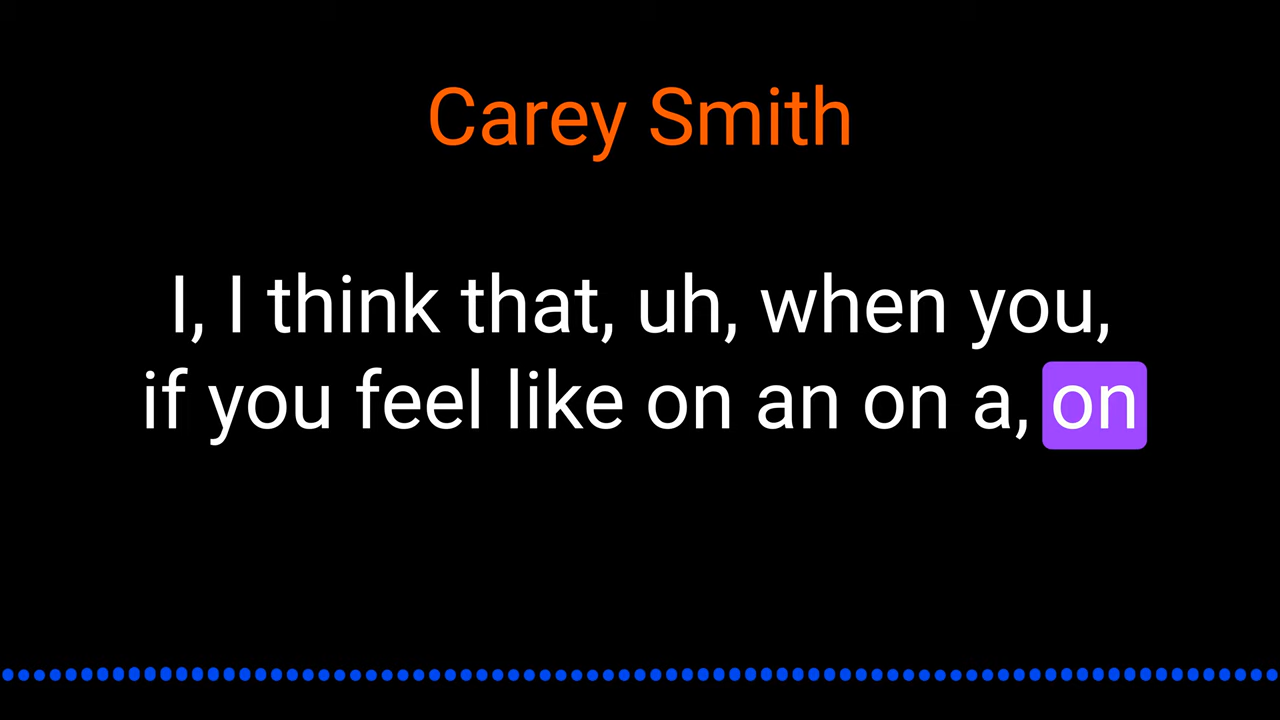 Carey Smith
I, I think that, uh, when you,
if you feel like on an on a, on